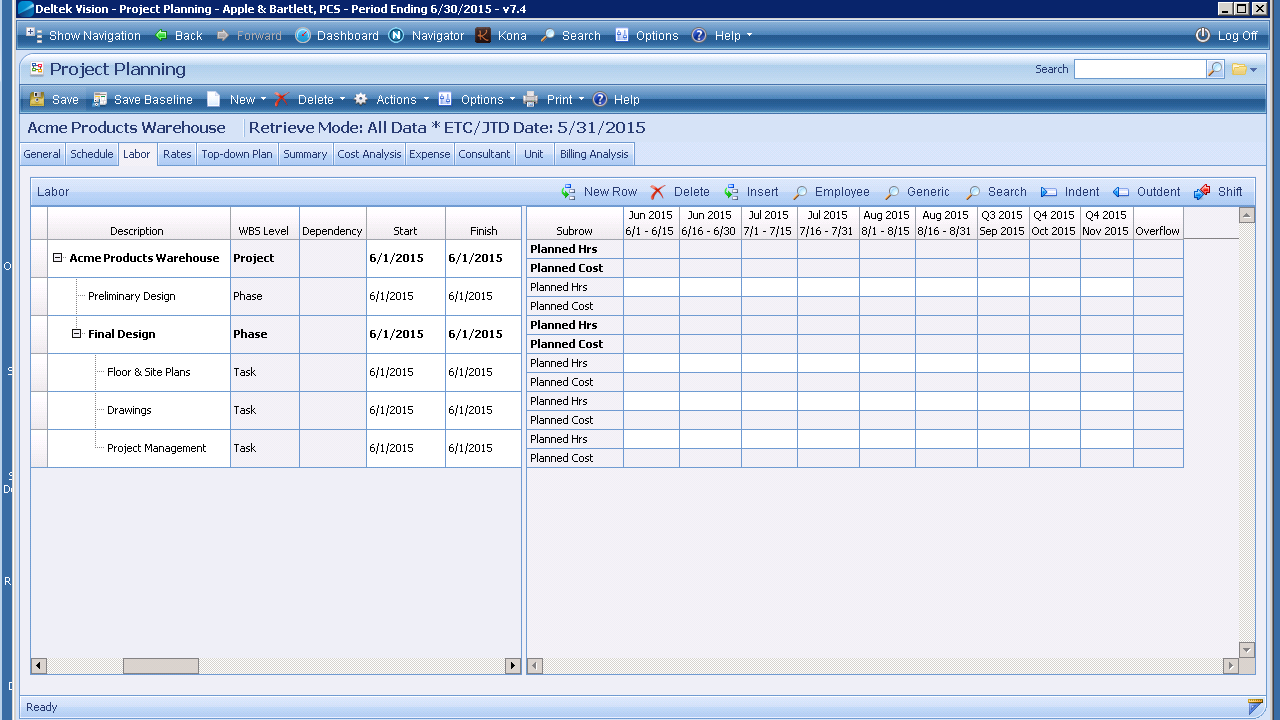 Deltek Vision - Project Planning - Apple & Bartlett, PCS - Period Ending 6/30/2015 - v7.4
Show Navigation Back Forward Dashboard Navigator Kona Search Options Help Log Off
Project Planning Search
Save Save Baseline New Delete Actions Options Print Help
Acme Products Warehouse Retrieve Mode: All Data * ETC/JTD Date: 5/31/2015
General Schedule Labor Rates Top-down Plan Summary Cost Analysis Expense Consultant Unit Billing Analysis
Labor New Row Delete Insert Employee Generic Search Indent Outdent Shift
Jun 2015 Jun 2015 Jul 2015 Jul 2015 Aug 2015 Aug 2015 Q3 2015 Q4 2015 Q4 2015
Description WBS Level Dependency Start Finish Subrow 6/1 - 6/15 6/16 - 6/30 7/1 - 7/15 7/16 - 7/31 8/1 - 8/15 8/16 - 8/31 Sep 2015 Oct 2015 Nov 2015 Overflow
Planned Hrs
Acme Products Warehouse Project 6/1/2015 6/1/2015
Planned Cost
Planned Hrs
Preliminary Design Phase 6/1/2015 6/1/2015
Planned Cost
Planned Hrs
Final Design Phase 6/1/2015 6/1/2015
Planned Cost
Planned Hrs
Floor & Site Plans Task 6/1/2015 6/1/2015
Planned Cost
Planned Hrs
Drawings Task 6/1/2015 6/1/2015
Planned Cost
Planned Hrs
Project Management Task 6/1/2015 6/1/2015
Planned Cost
Ready